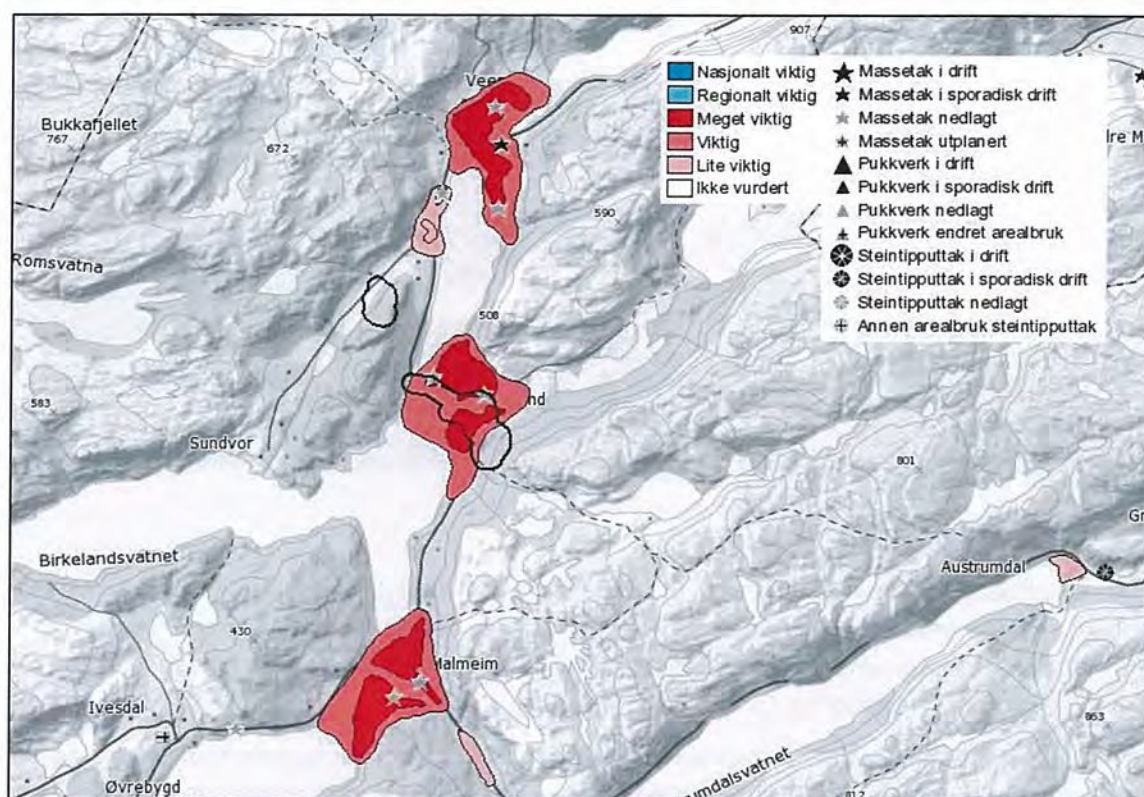 Nasjonalt viktig
Regionalt viktig
Meget viktig
Viktig
Lite viktig
Ikke vurdert
Massetak i drift
Massetak i sporadisk drift
Massetak nedlagt
Massetak utplanert
Pukkverk i drift
Pukkverk i sporadisk drift
Pukkverk nedlagt
Pukkverk endret arealbruk
Steintipputtak i drift
Steintipputtak i sporadisk drift
Steintipputtak nedlagt
Annen arealbruk steintipputtak
907
Vee
Bukkafjellet
767
672
lre M
590
Romsvatna
508
583
nd
Sundvor
801
Gr
Birkelandsvatnet
Austrumdal
430
Malmeim
Ivesdal
863
Øvrebygd
umdalsvatnet
812